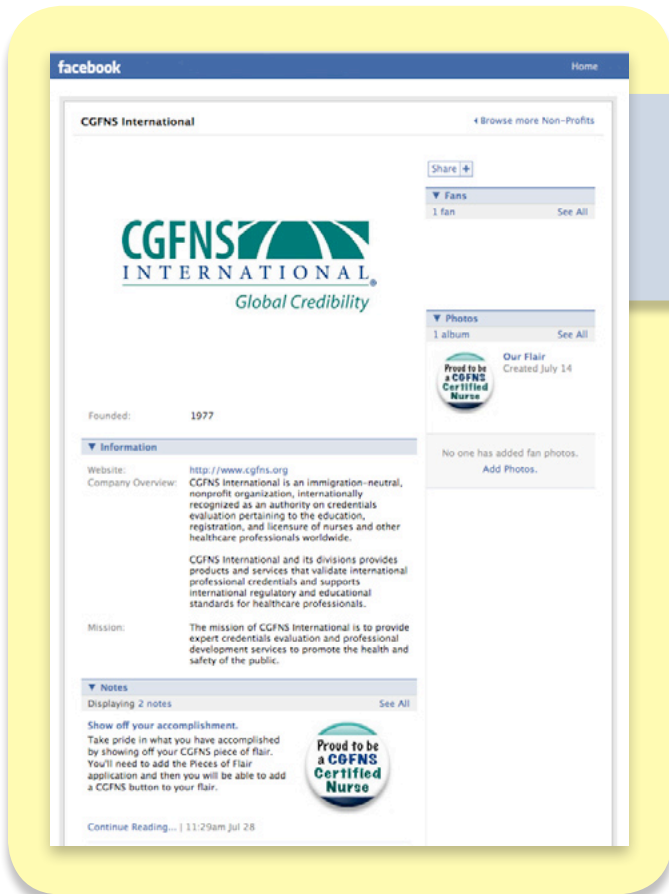 facebook
Home
CGFNS International
Browse more Non-Profits
Share +
CGFNS
INTERNATIONAL®
Global Credibility
Founded: 1977
▼ Information
Website: http://www.cgfns.org
Company Overview: CGFNS International is an immigration-neutral,
nonprofit organization, internationally
recognized as an authority on credentials
evaluation pertaining to the education,
registration, and licensure of nurses and other
healthcare professionals worldwide.
CGFNS International and its divisions provides
products and services that validate international
professional credentials and supports
international regulatory and educational
standards for healthcare professionals.
Mission: The mission of CGFNS International is to provide
expert credentials evaluation and professional
development services to promote the health and
safety of the public.
▼ Notes
Displaying 2 notes See All
Show off your accomplishment.
Take pride in what you have accomplished
by showing off your CGFNS piece of flair.
You'll need to add the Pieces of Flair
application and then you will be able to add
a CGFNS button to your flair.
Proud to be
a CGFNS
Certified
Nurse
Continue Reading... | 11:29am Jul 28
▼ Fans
1 fan See All
▼ Photos
1 album See All
Proud to be
a CGFNS
Certified
Nurse
Our Flair
Created July 14
No one has added fan photos.
Add Photos.